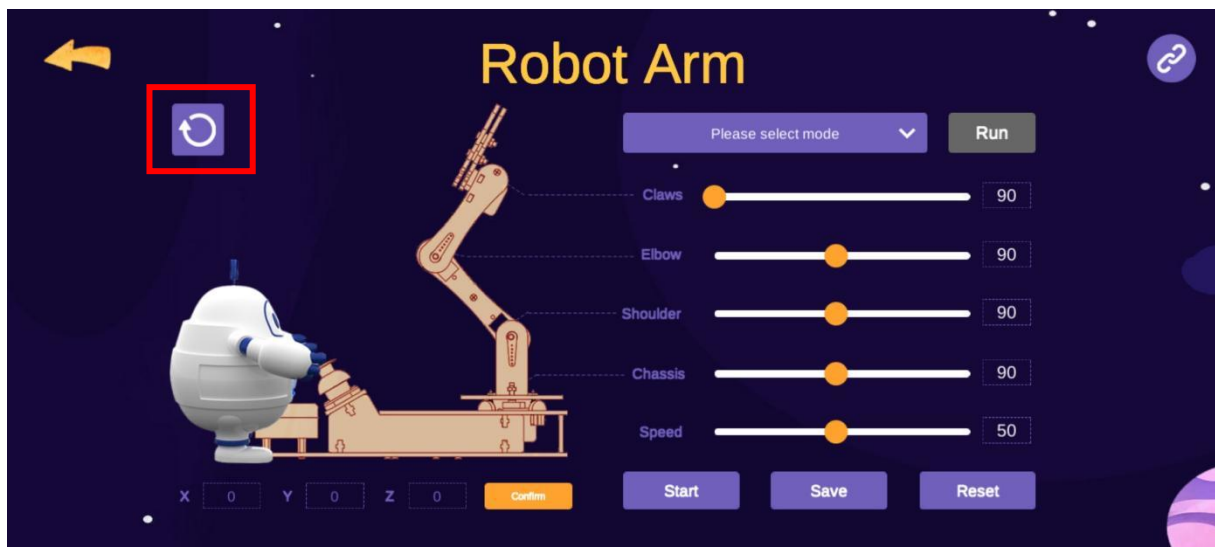 Robot Arm
Please select mode
Run
Claws 90
Elbow 90
Shoulder 90
Chassis 90
Speed 50
X 0 Y 0 Z 0 Confirm
Start Save Reset